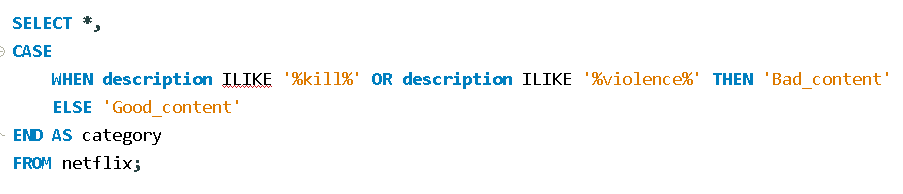 SELECT *,
CASE
WHEN description ILIKE '%kill%' OR description ILIKE '%violence%' THEN 'Bad_content'
ELSE 'Good_content'
END AS category
FROM netflix;